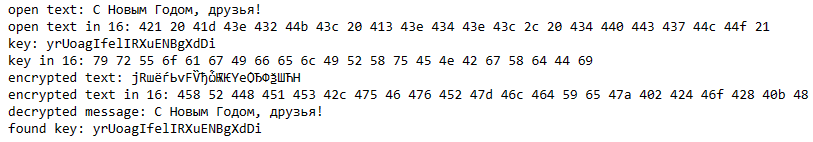 open text: С Новым Годом, друзья!
open text in 16: 421 20 41d 43e 432 44b 43c 20 413 43e 434 43e 43c 2c 20 434 440 443 437 44c 44f 21
key: yrUoagIfelIRXuENBgXdDi
key in 16: 79 72 55 6f 61 67 49 66 65 6c 49 52 58 75 45 4e 42 67 58 64 44 69
encrypted text: јRшёѓЬѵFѶђѽѬѤYeѺЂФѯШЋH
encrypted text in 16: 458 52 448 451 453 42c 475 46 476 452 47d 46c 464 59 65 47a 402 424 46f 428 40b 48
decrypted message: С Новым Годом, друзья!
found key: yrUoagIfelIRXuENBgXdDi